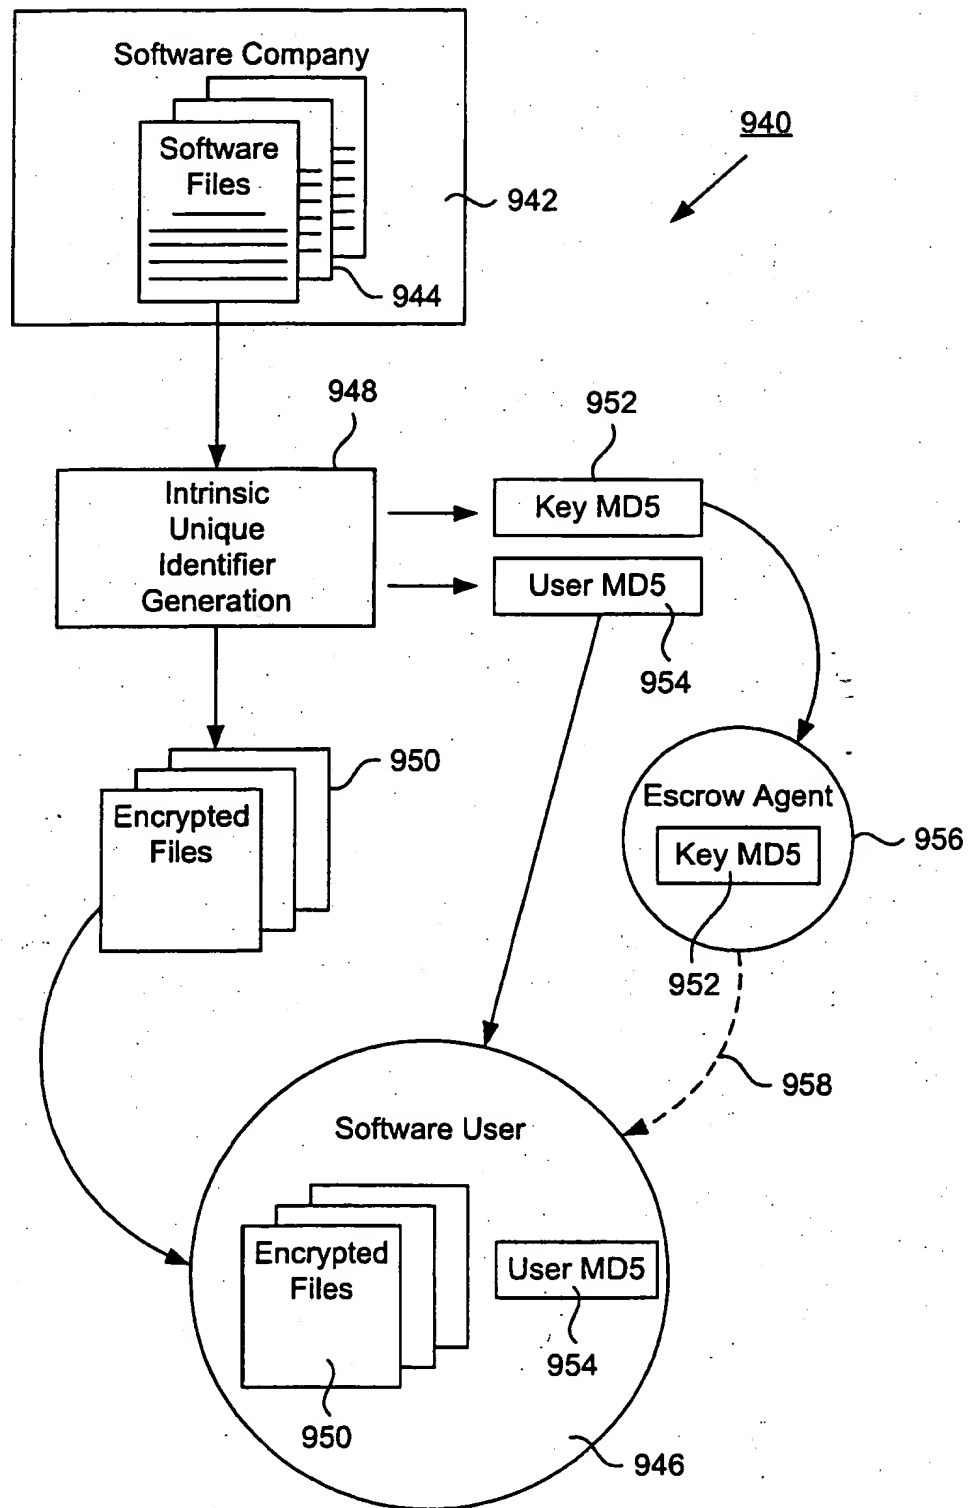 Software Company
Software
Files
940
942
944
948
952
Intrinsic
Unique
Identifier
Generation
Key MD5
User MD5
954
950
Encrypted
Files
Escrow Agent
Key MD5
956
952
958
Software User
Encrypted
Files
User MD5
954
950
946